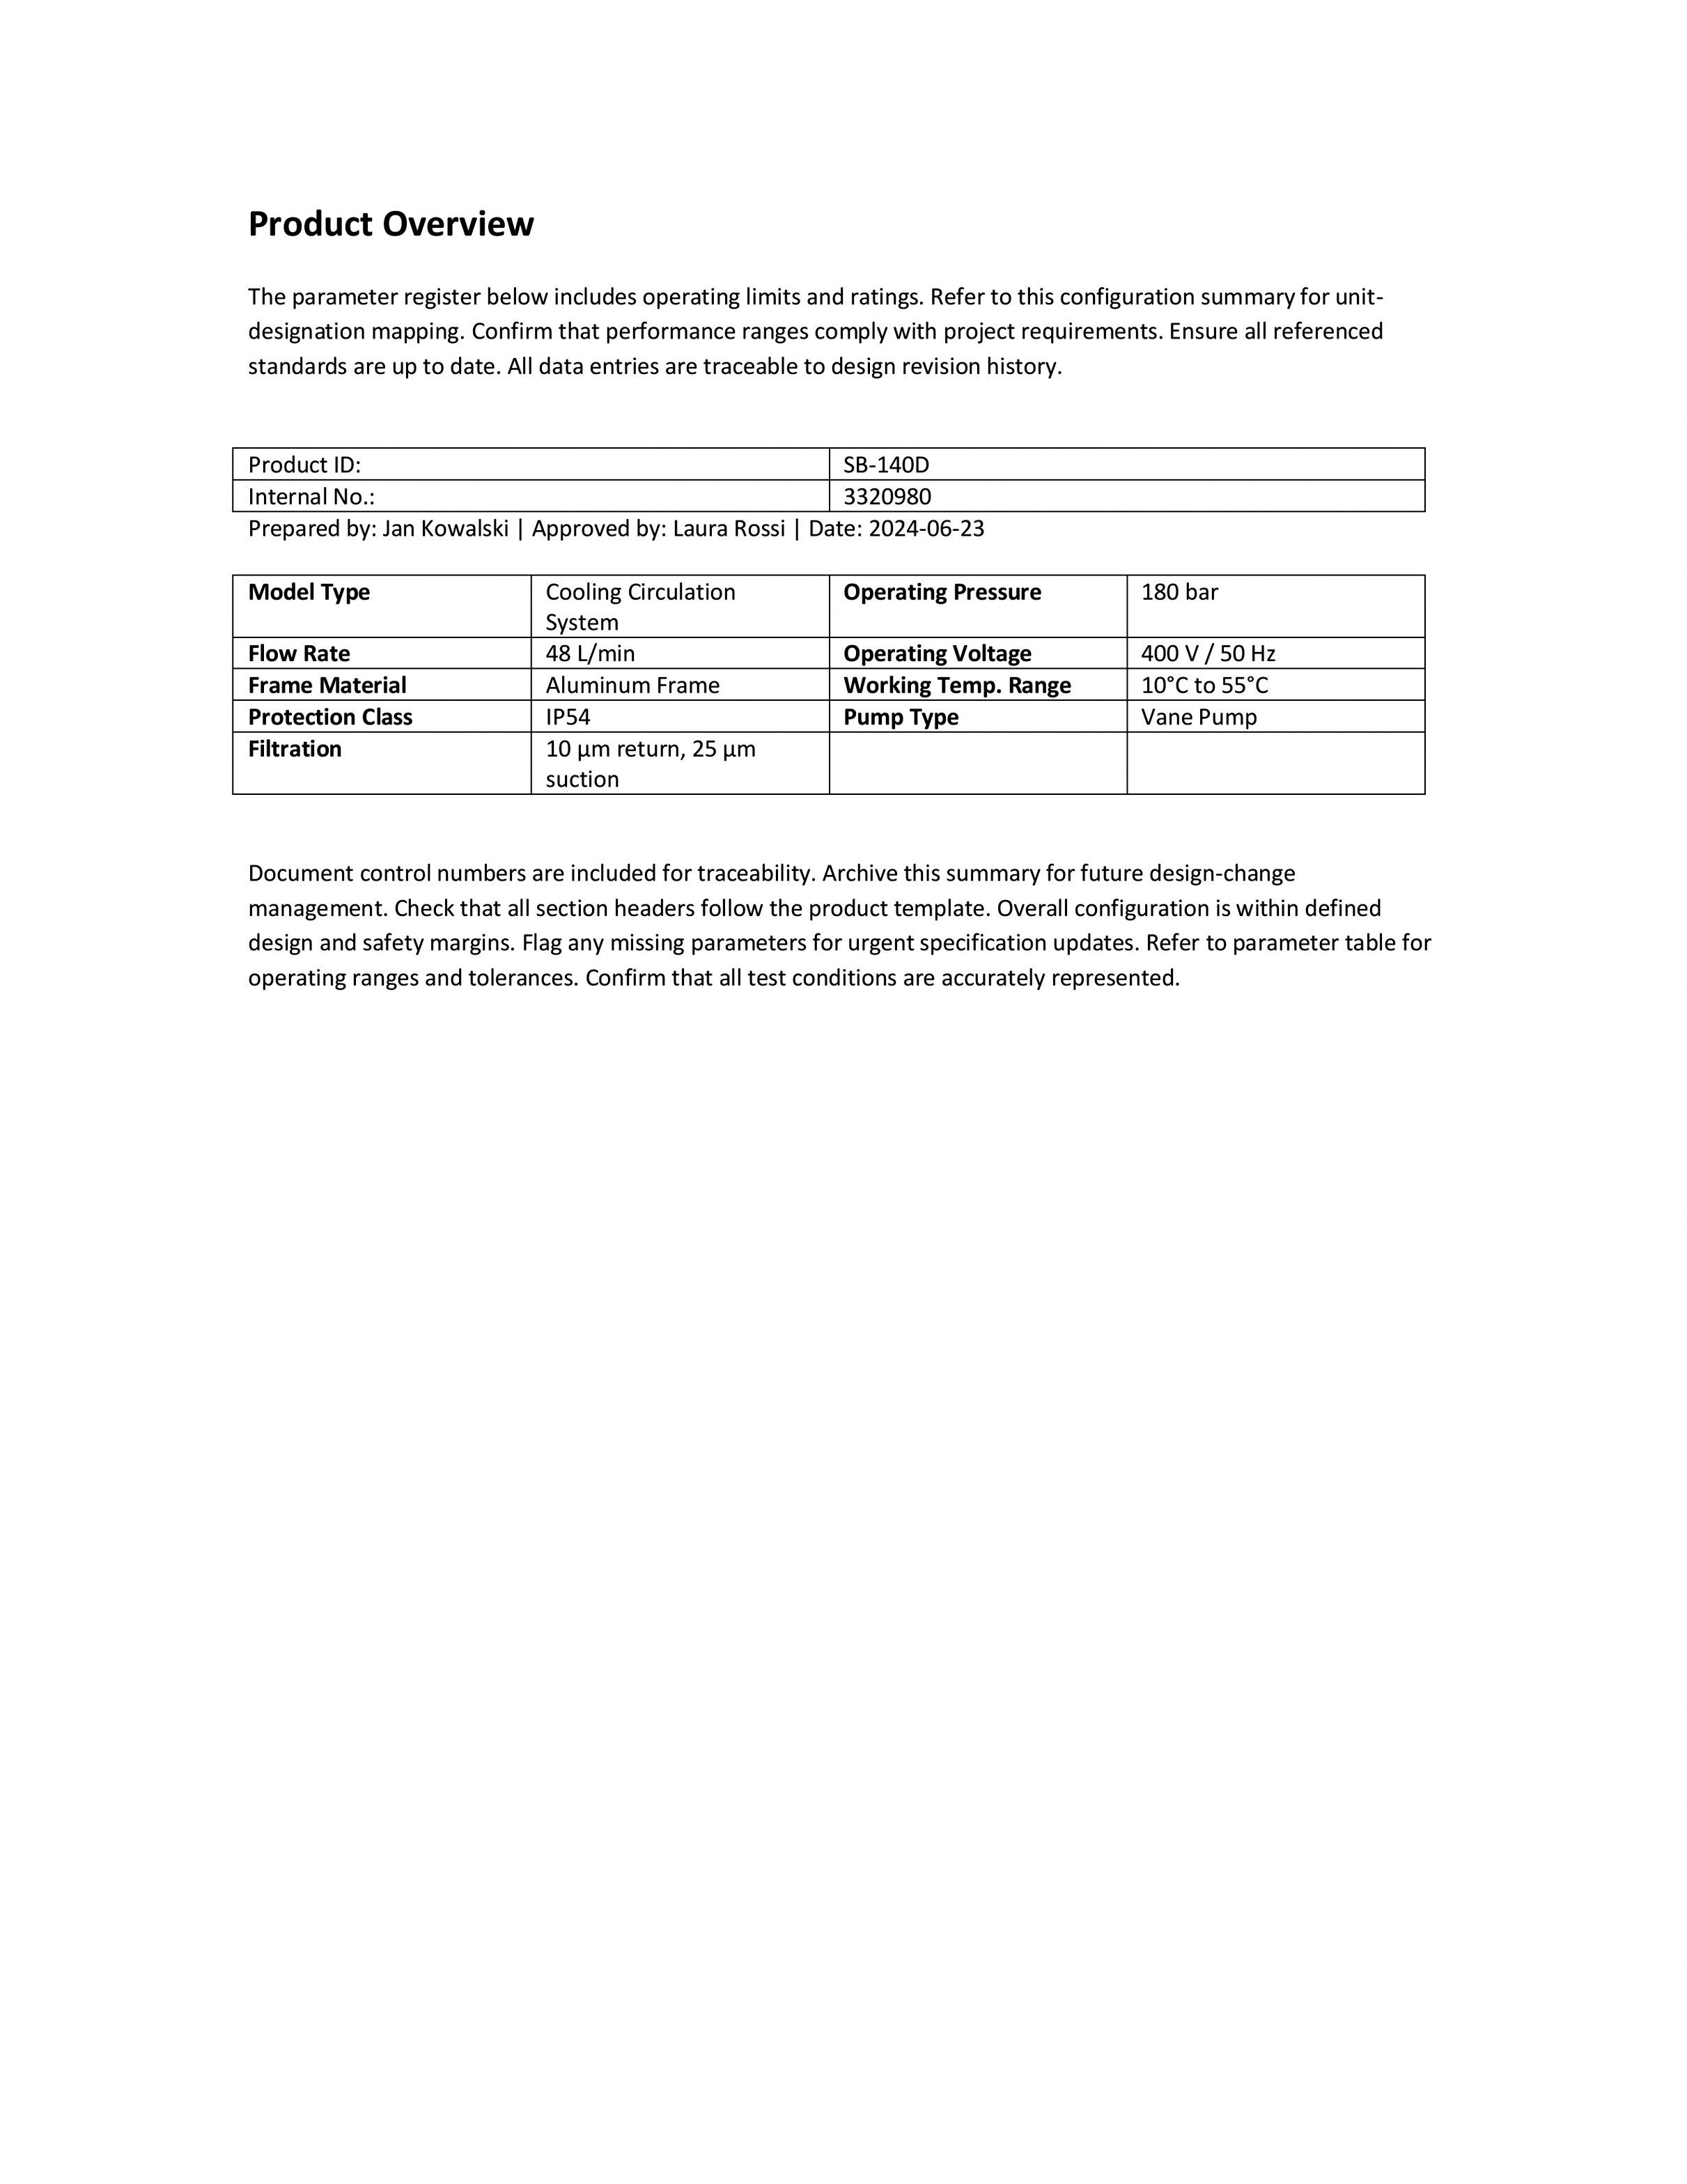 Product Overview
The parameter register below includes operating limits and ratings. Refer to this configuration summary for unit-
designation mapping. Confirm that performance ranges comply with project requirements. Ensure all referenced
standards are up to date. All data entries are traceable to design revision history.
Product ID: SB-140D
Internal No.: 3320980
Prepared by: Jan Kowalski | Approved by: Laura Rossi | Date: 2024-06-23
Model Type Cooling Circulation Operating Pressure 180 bar
System
Flow Rate 48 L/min Operating Voltage 400 V / 50 Hz
Frame Material Aluminum Frame Working Temp. Range 10°C to 55°C
Protection Class IP54 Pump Type Vane Pump
Filtration 10 µm return, 25 µm
suction
Document control numbers are included for traceability. Archive this summary for future design-change
management. Check that all section headers follow the product template. Overall configuration is within defined
design and safety margins. Flag any missing parameters for urgent specification updates. Refer to parameter table for
operating ranges and tolerances. Confirm that all test conditions are accurately represented.